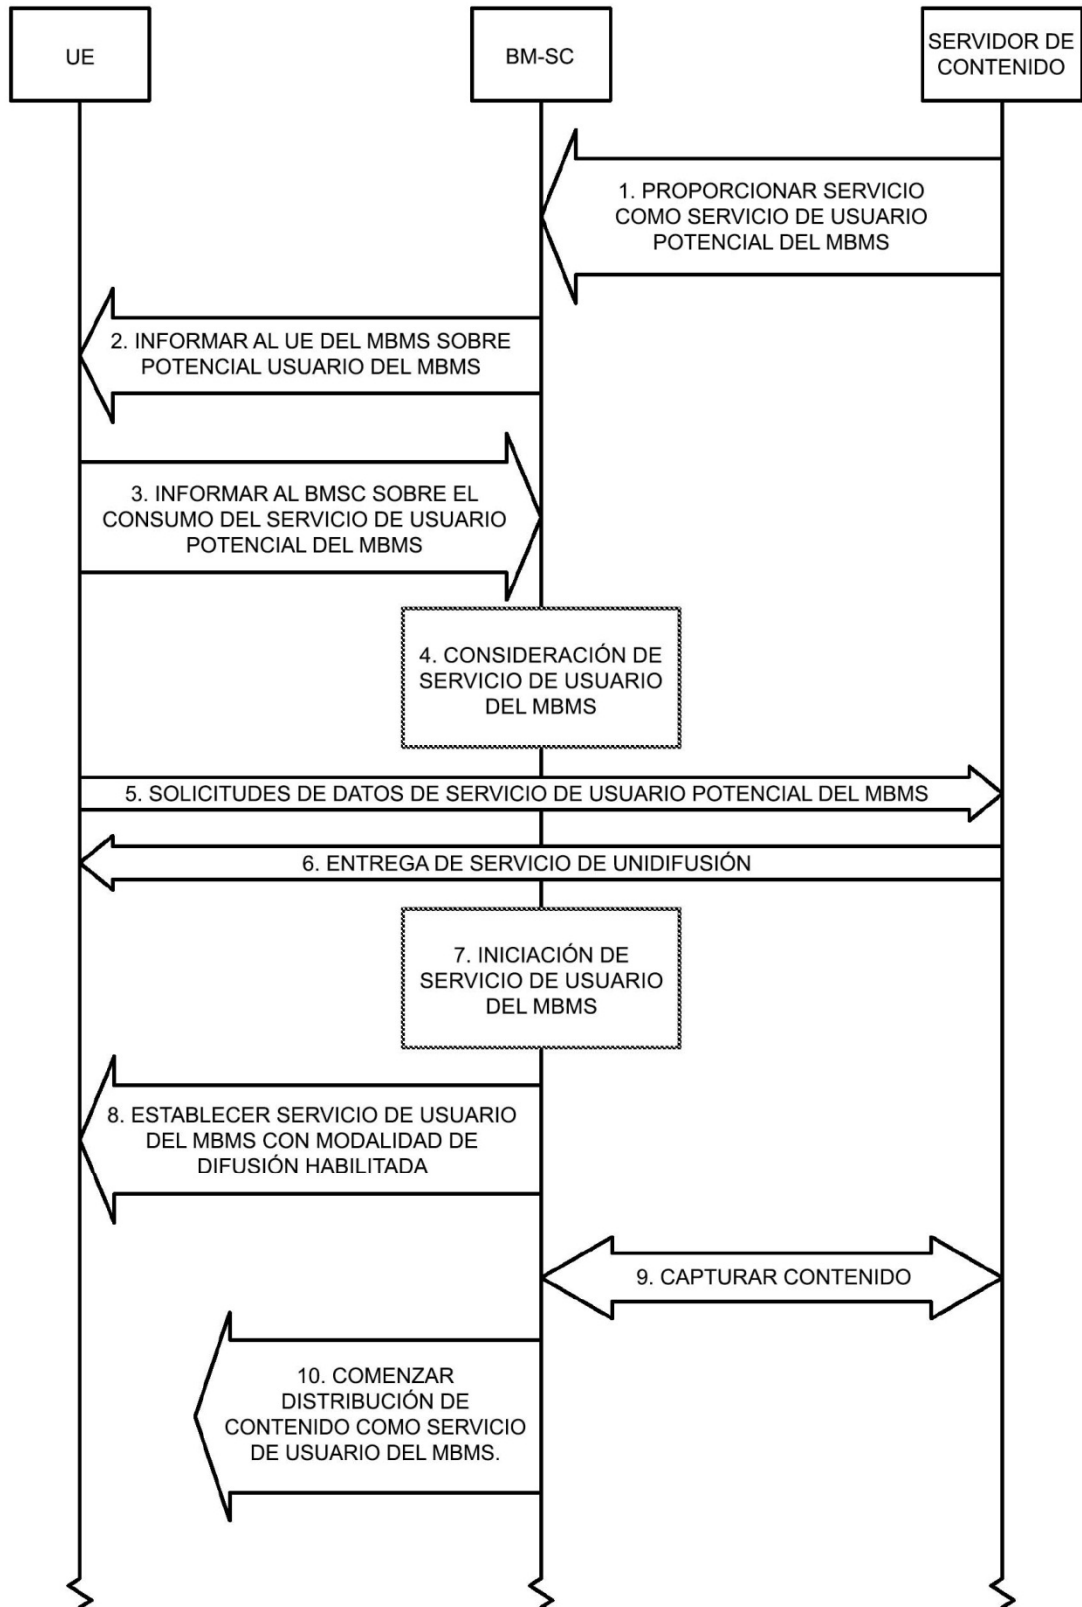 UE
BM-SC
SERVIDOR DE
CONTENIDO
1. PROPORCIONAR SERVICIO
COMO SERVICIO DE USUARIO
POTENCIAL DEL MBMS
2. INFORMAR AL UE DEL MBMS SOBRE
POTENCIAL USUARIO DEL MBMS
3. INFORMAR AL BMSC SOBRE EL
CONSUMO DEL SERVICIO DE USUARIO
POTENCIAL DEL MBMS
4. CONSIDERACIÓN DE
SERVICIO DE USUARIO
DEL MBMS
5. SOLICITUDES DE DATOS DE SERVICIO DE USUARIO POTENCIAL DEL MBMS
6. ENTREGA DE SERVICIO DE UNIDIFUSIÓN
7. INICIACIÓN DE
SERVICIO DE USUARIO
DEL MBMS
8. ESTABLECER SERVICIO DE USUARIO
DEL MBMS CON MODALIDAD DE
DIFUSIÓN HABILITADA
9. CAPTURAR CONTENIDO
10. COMENZAR
DISTRIBUCIÓN DE
CONTENIDO COMO SERVICIO
DE USUARIO DEL MBMS.